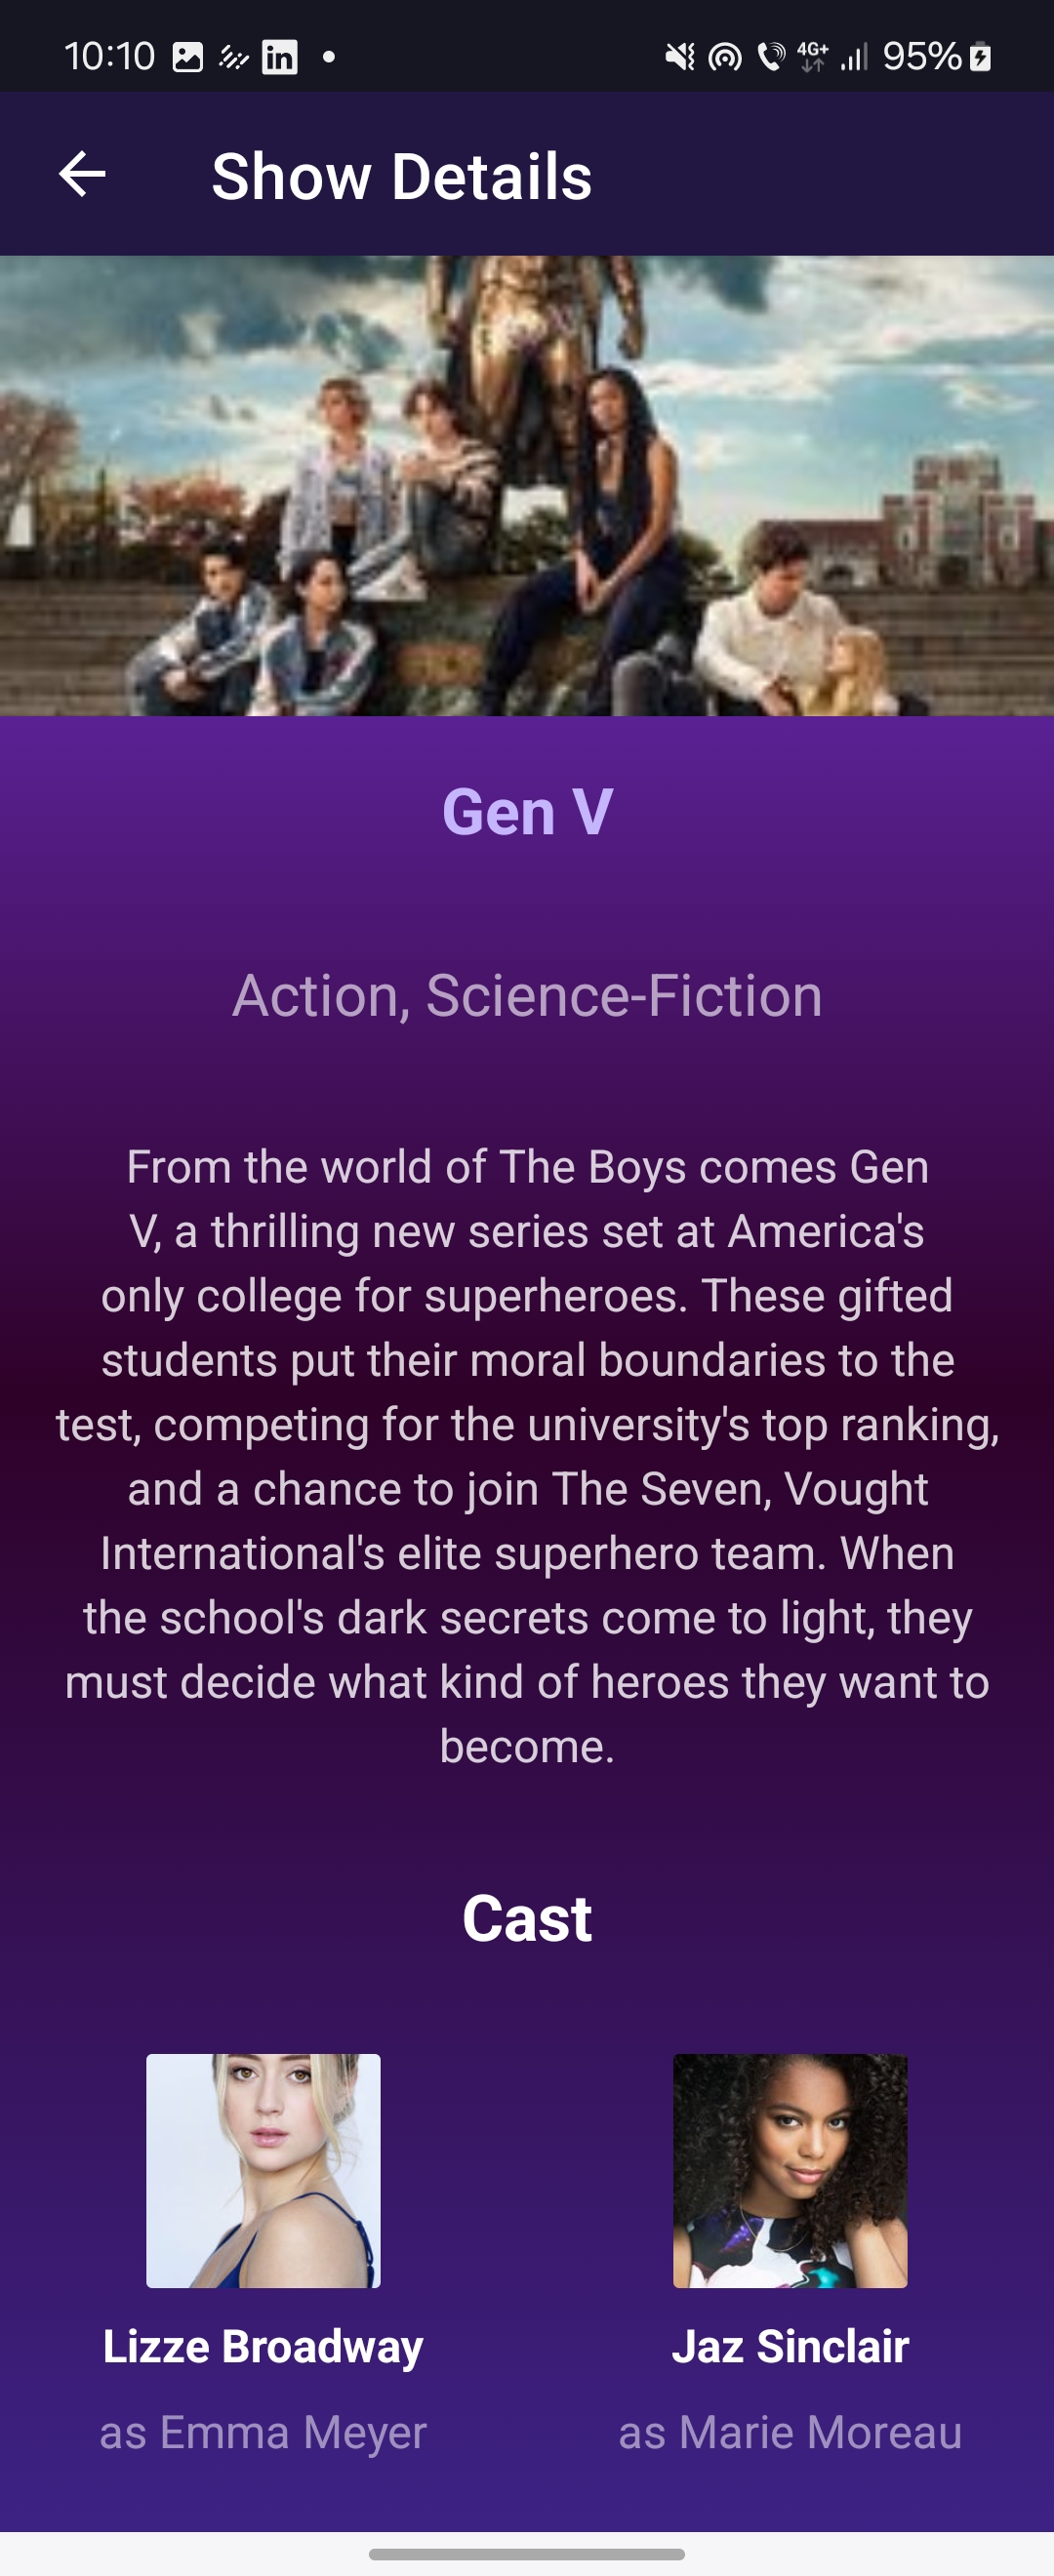 10:10
in
4G+
95%
Show Details
Gen V
Action, Science-Fiction
From the world of The Boys comes Gen
V, a thrilling new series set at America's
only college for superheroes. These gifted
students put their moral boundaries to the
test, competing for the university's top ranking,
and a chance to join The Seven, Vought
International's elite superhero team. When
the school's dark secrets come to light, they
must decide what kind of heroes they want to
become.
Cast
Lizze Broadway
as Emma Meyer
Jaz Sinclair
as Marie Moreau